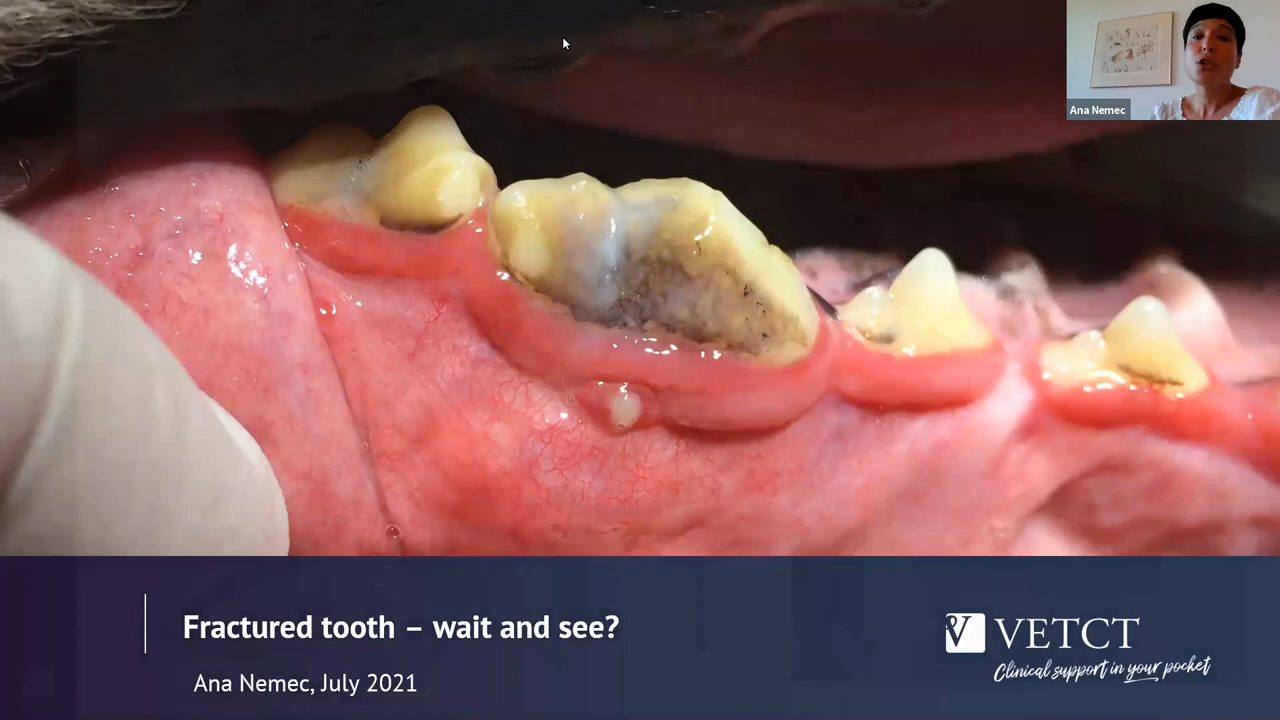 Ana Nemec
Fractured tooth – wait and see?
Ana Nemec, July 2021
V VETCT
Clinical support in your pocket